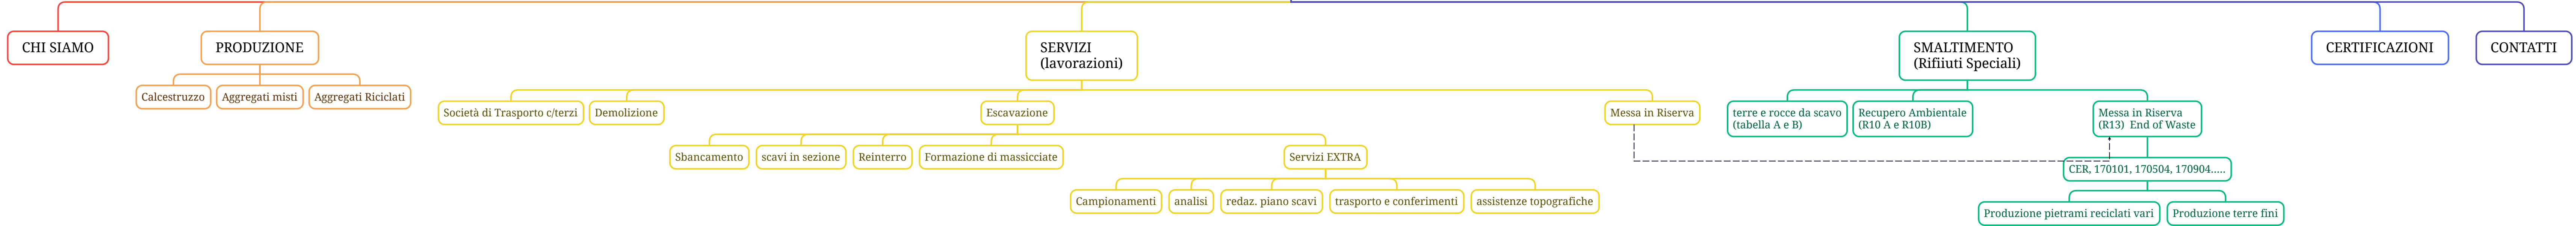 CHI SIAMO
PRODUZIONE
SERVIZI
(lavorazioni)
SMALTIMENTO
(Rifiiuti Speciali)
CERTIFICAZIONI
CONTATTI
Calcestruzzo
Aggregati misti
Aggregati Riciclati
Società di Trasporto c/terzi
Demolizione
Escavazione
Messa in Riserva
terre e rocce da scavo
(tabella A e B)
Recupero Ambientale
(R10 A e R10B)
Messa in Riserva
(R13)  End of Waste
Sbancamento
scavi in sezione
Reinterro
Formazione di massicciate
Servizi EXTRA
CER, 170101, 170504, 170904.....
Campionamenti
analisi
redaz. piano scavi
trasporto e conferimenti
assistenze topografiche
Produzione pietrami reciclati vari
Produzione terre fini